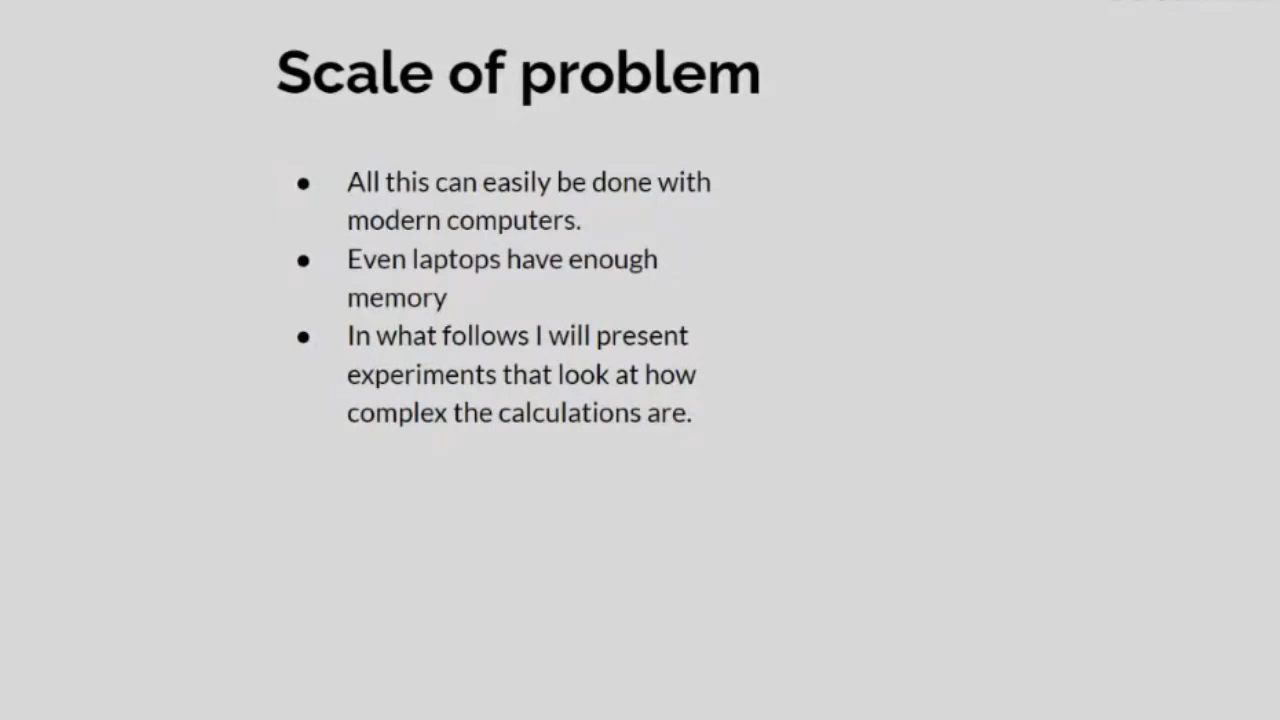 Scale of problem
● All this can easily be done with
modern computers.
● Even laptops have enough
memory
● In what follows I will present
experiments that look at how
complex the calculations are.